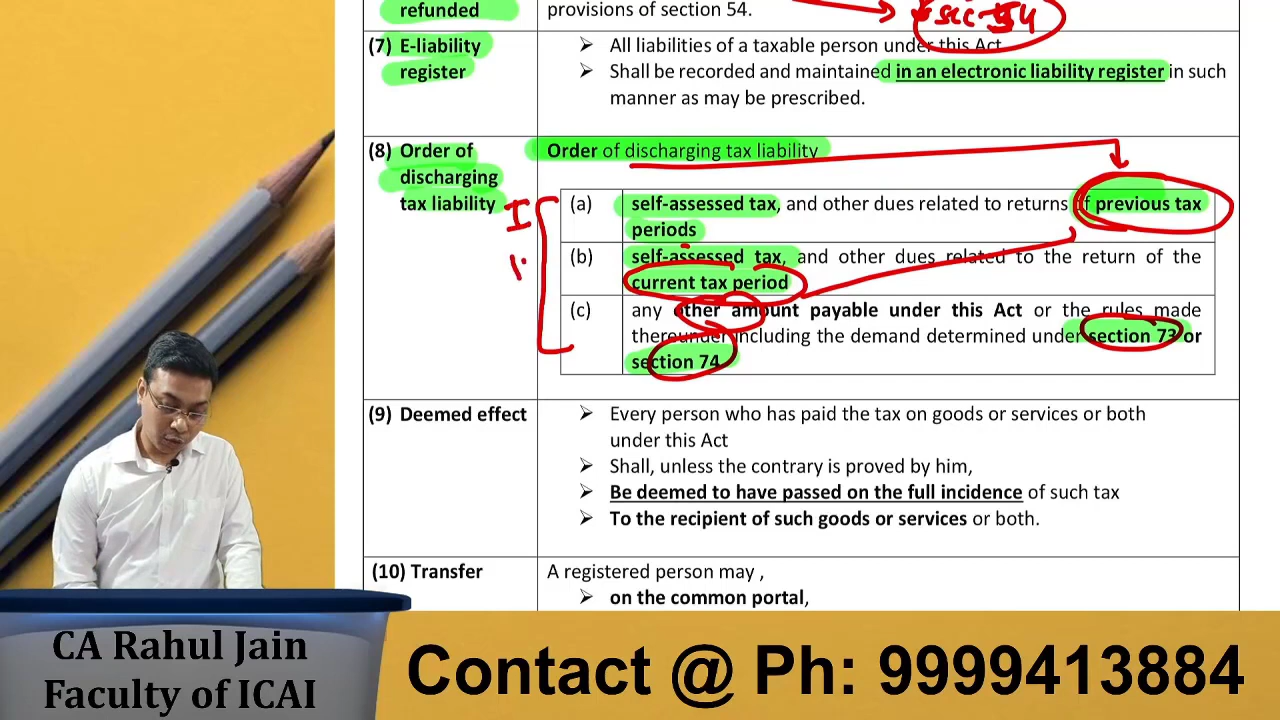 refunded
provisions of section 54.
sec-54
(7) E-liability register
➢ All liabilities of a taxable person under this Act
➢ Shall be recorded and maintained in an electronic liability register in such
manner as may be prescribed.
(8) Order of discharging tax liability
Order of discharging tax liability
I
(a) self-assessed tax, and other dues related to returns of previous tax
periods
(b) self-assessed tax, and other dues related to the return of the
current tax period
(c) any other amount payable under this Act or the rules made
thereunder including the demand determined under section 73 or
section 74
(9) Deemed effect
➢ Every person who has paid the tax on goods or services or both
under this Act
➢ Shall, unless the contrary is proved by him,
➢ Be deemed to have passed on the full incidence of such tax
➢ To the recipient of such goods or services or both.
(10) Transfer
A registered person may ,
➢ on the common portal,
CA Rahul Jain
Faculty of ICAI
Contact @ Ph: 9999413884